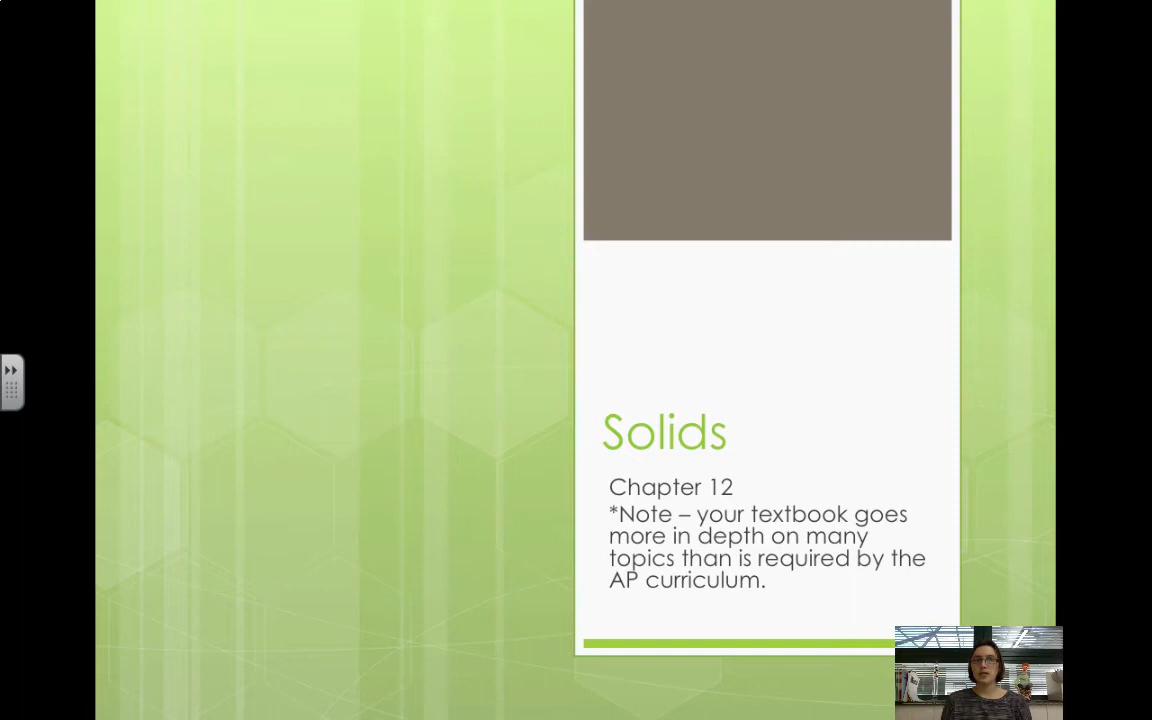 Solids
Chapter 12
*Note – your textbook goes
more in depth on many
topics than is required by the
AP curriculum.